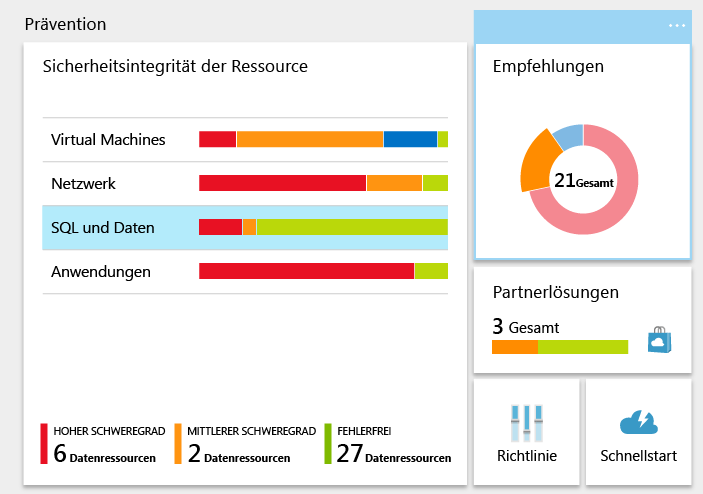 Prävention
...
Sicherheitsintegrität der Ressource
Virtual Machines
Netzwerk
SQL und Daten
Anwendungen
HOHER SCHWEREGRAD
6 Datenressourcen
MITTLERER SCHWEREGRAD
2 Datenressourcen
FEHLERFREI
27 Datenressourcen
Empfehlungen
21 Gesamt
Partnerlösungen
3 Gesamt
Richtlinie
Schnellstart